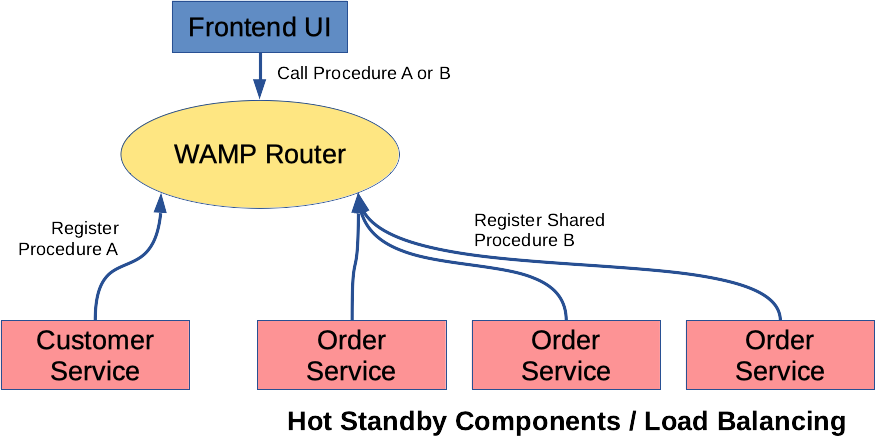 Frontend UI
Call Procedure A or B
WAMP Router
Register
Procedure A
Register Shared
Procedure B
Customer
Service
Order
Service
Order
Service
Order
Service
Hot Standby Components / Load Balancing